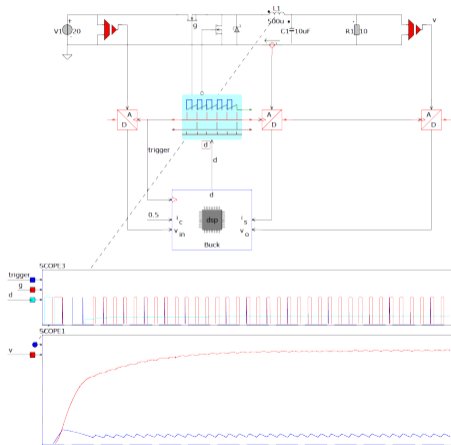 L1
500u
V1 20
g
C1 10uF
R1 10
v
A
D
A
D
A
D
trigger
d
d
d
0.5
i c
dsp
i s
v in
v o
Buck
SCOPE3
trigger
g
d
SCOPE1
v